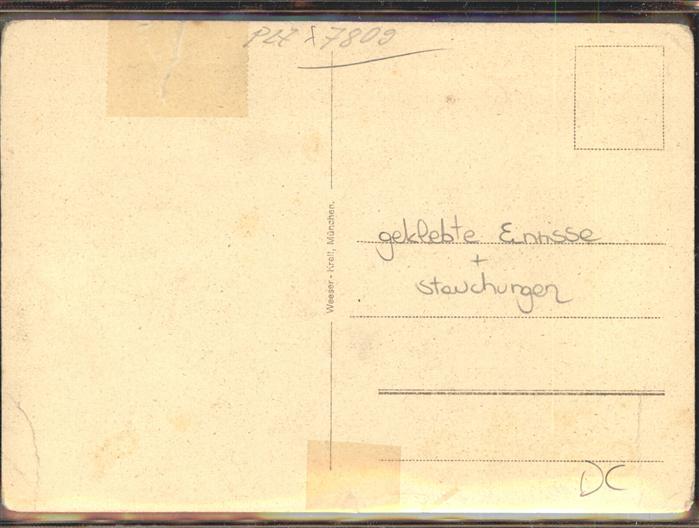 PLZ 7809
geklebte Einrisse
+
Stauchungen
Weeser-Krell, München.
DC